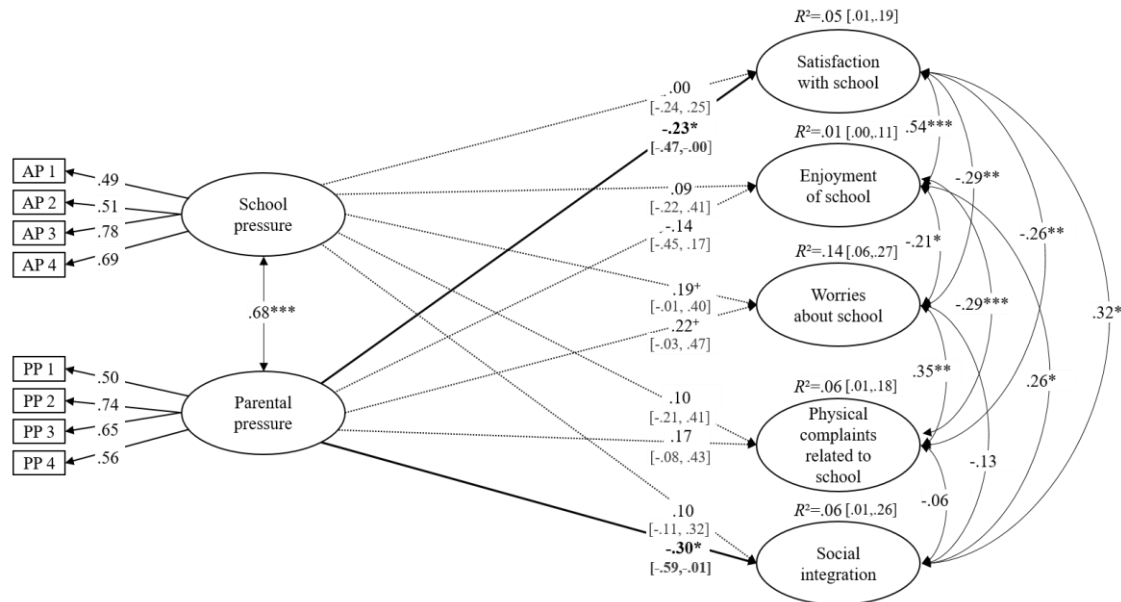 R²=.05 [.01,.19]
Satisfaction
with school
.00
[-.24, .25]
-.23*
[-.47,-.00]
R²=.01 [.00,.11]
.54***
AP 1
AP 2
AP 3
AP 4
.49
.51
.78
.69
School
pressure
.09
[-.22, .41]
-.14
[-.45, .17]
Enjoyment
of school
-.29**
-.21*
-.26**
R²=.14 [.06,.27]
.19⁺
[-.01, .40]
.22⁺
[-.03, .47]
Worries
about school
-.29***
.32*
.68***
PP 1
PP 2
PP 3
PP 4
.50
.74
.65
.56
Parental
pressure
.35**
.26*
R²=.06 [.01,.18]
.10
[-.21, .41]
.17
[-.08, .43]
Physical
complaints
related to
school
-.13
-.06
R²=.06 [.01,.26]
.10
[-.11, .32]
-.30*
[-.59,-.01]
Social
integration